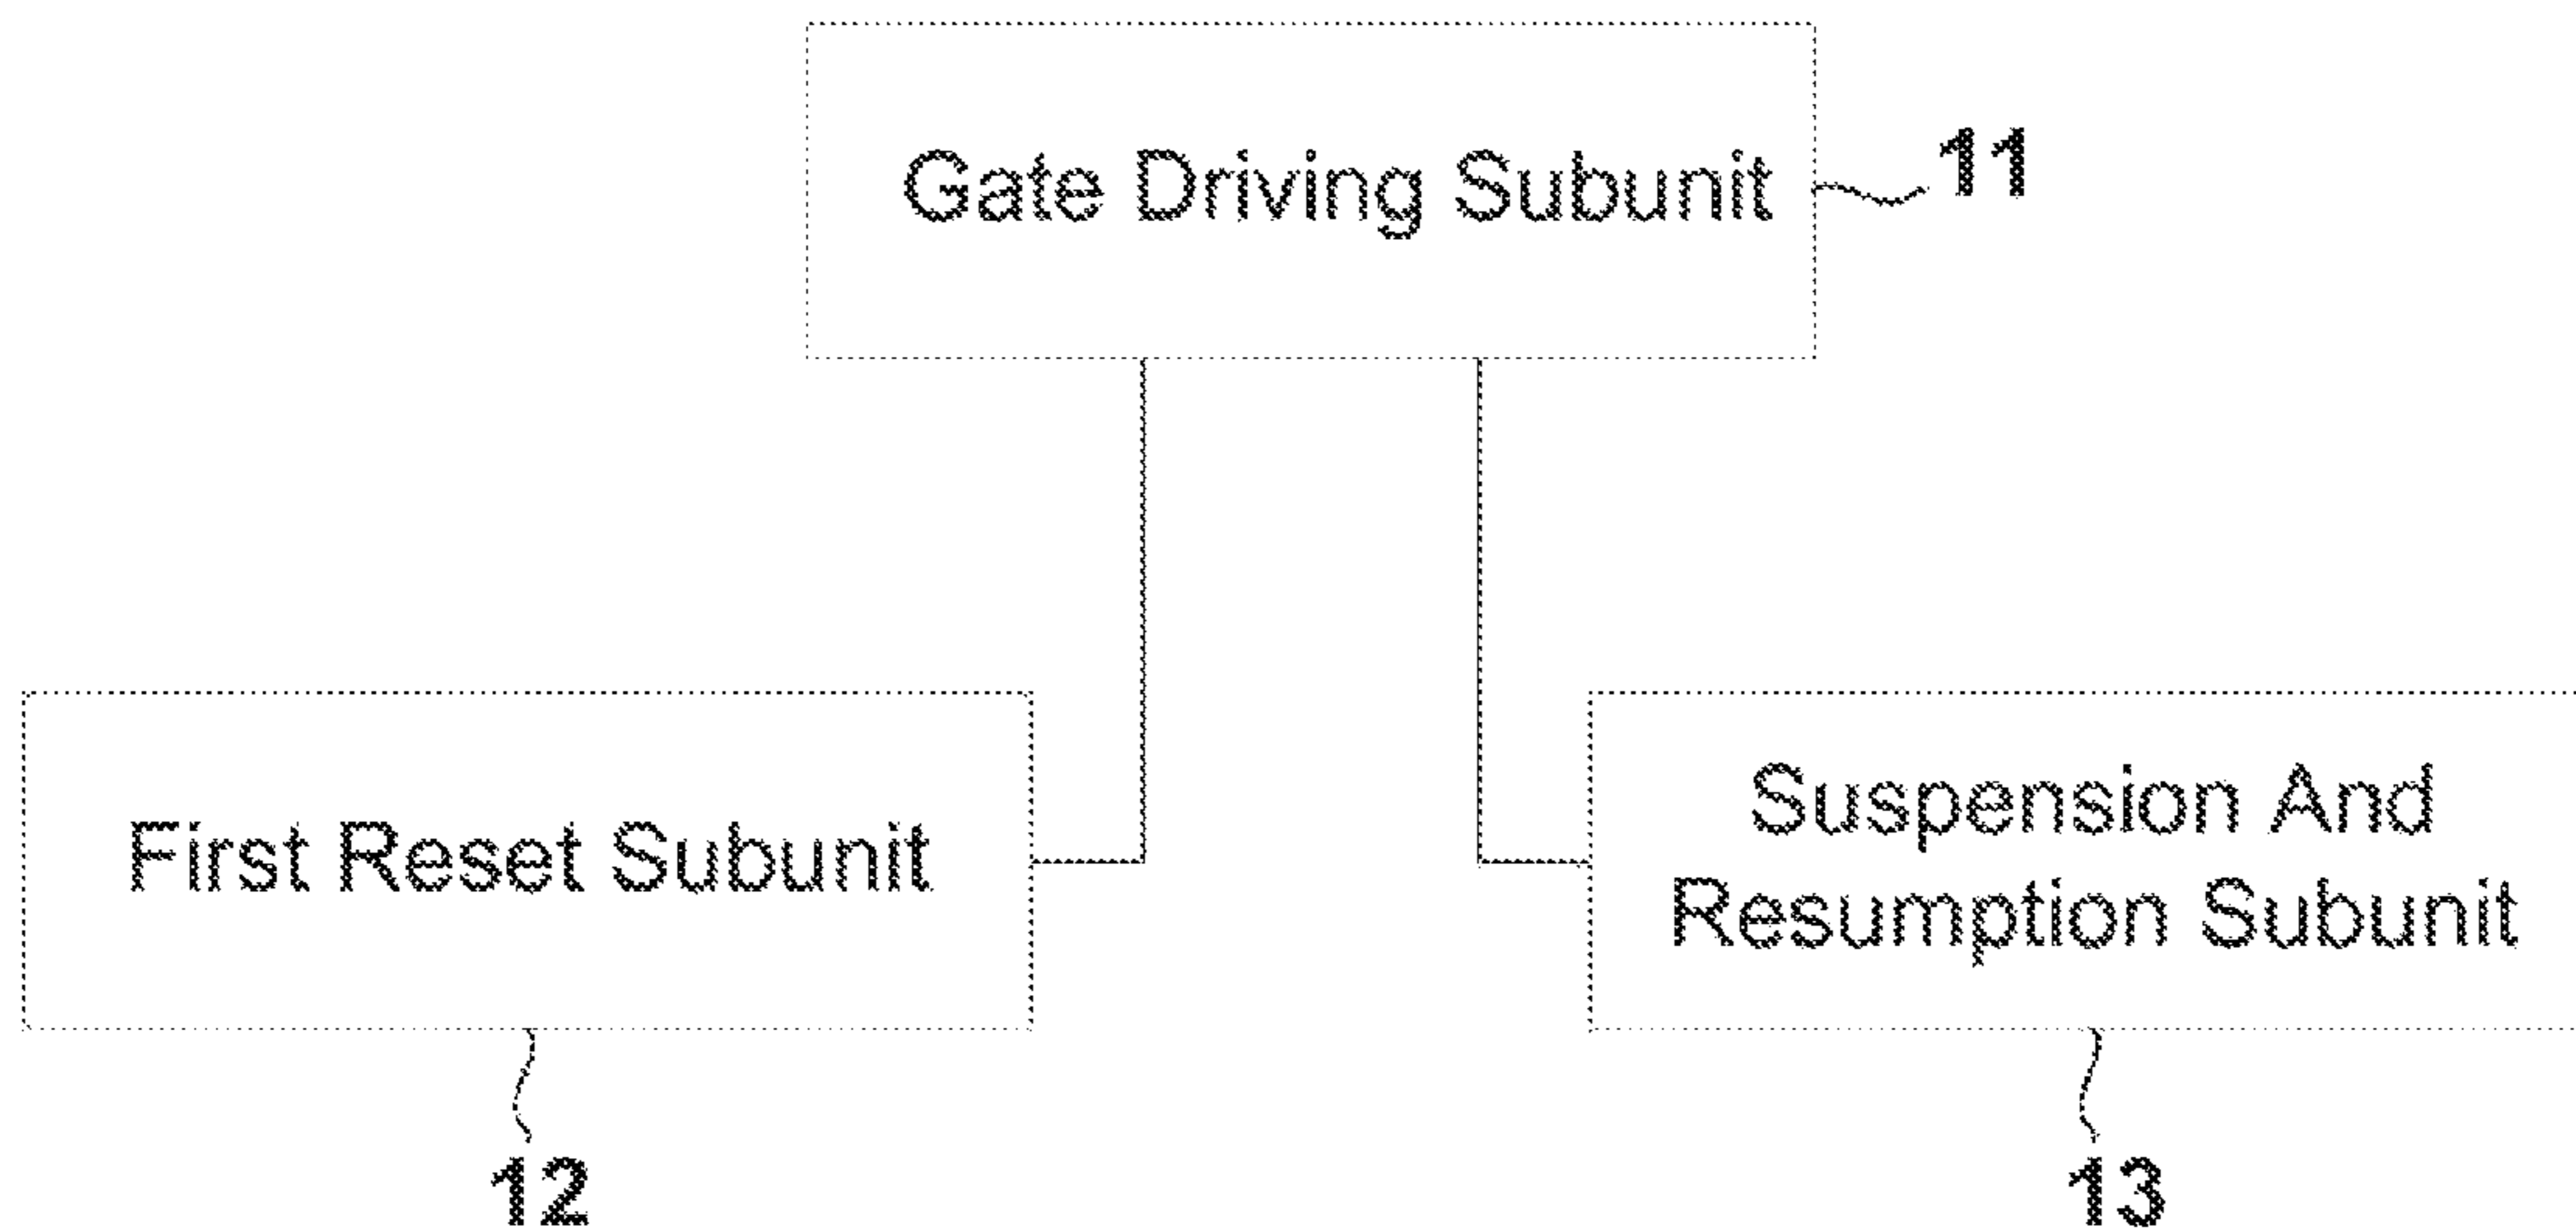 Gate Driving Subunit
11
First Reset Subunit
Suspension And
Resumption Subunit
12
13